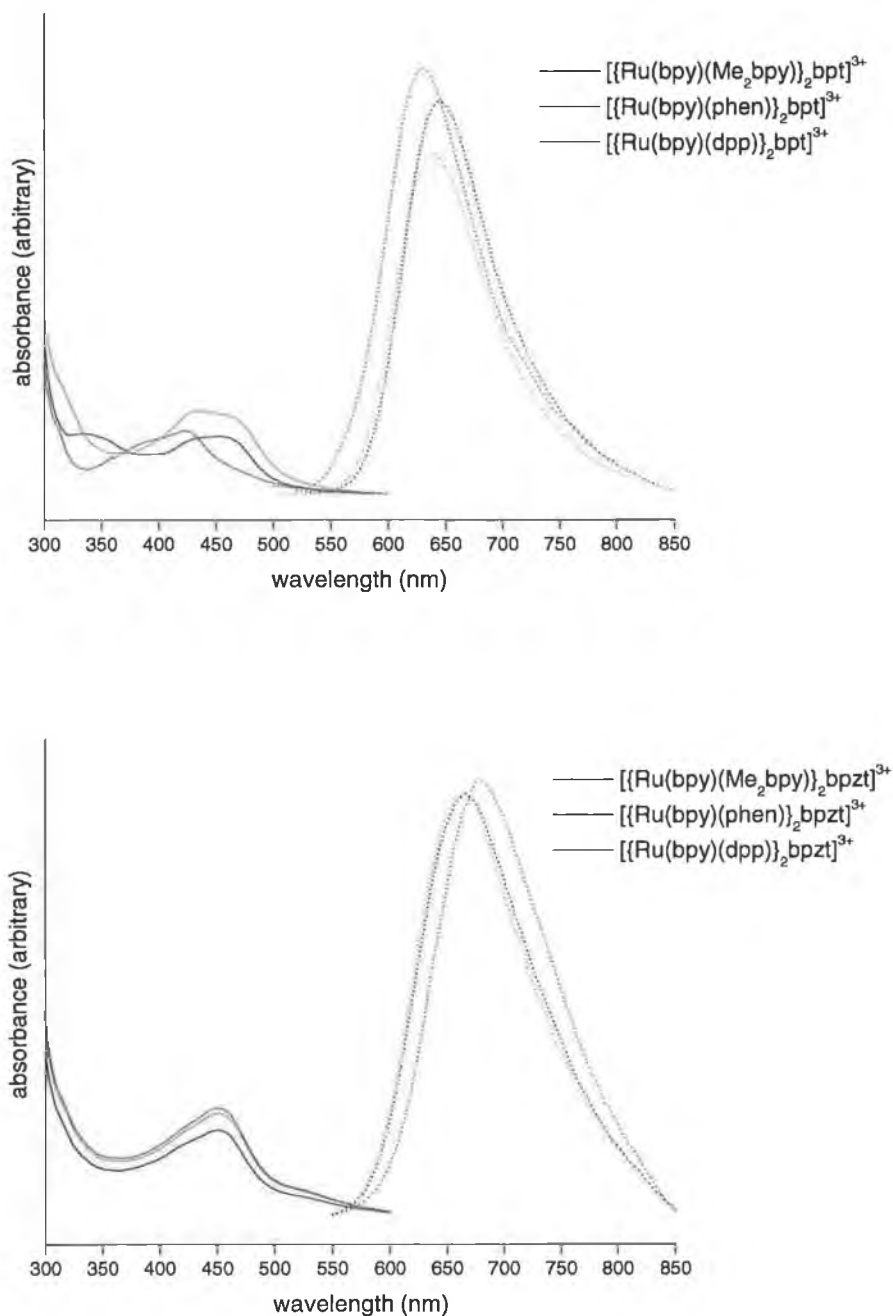 [{Ru(bpy)(Me₂bpy)}₂bpt]³⁺
[{Ru(bpy)(phen)}₂bpt]³⁺
[{Ru(bpy)(dpp)}₂bpt]³⁺
absorbance (arbitrary)
300 350 400 450 500 550 600 650 700 750 800 850
wavelength (nm)
[{Ru(bpy)(Me₂bpy)}₂bpzt]³⁺
[{Ru(bpy)(phen)}₂bpzt]³⁺
[{Ru(bpy)(dpp)}₂bpzt]³⁺
absorbance (arbitrary)
300 350 400 450 500 550 600 650 700 750 800 850
wavelength (nm)